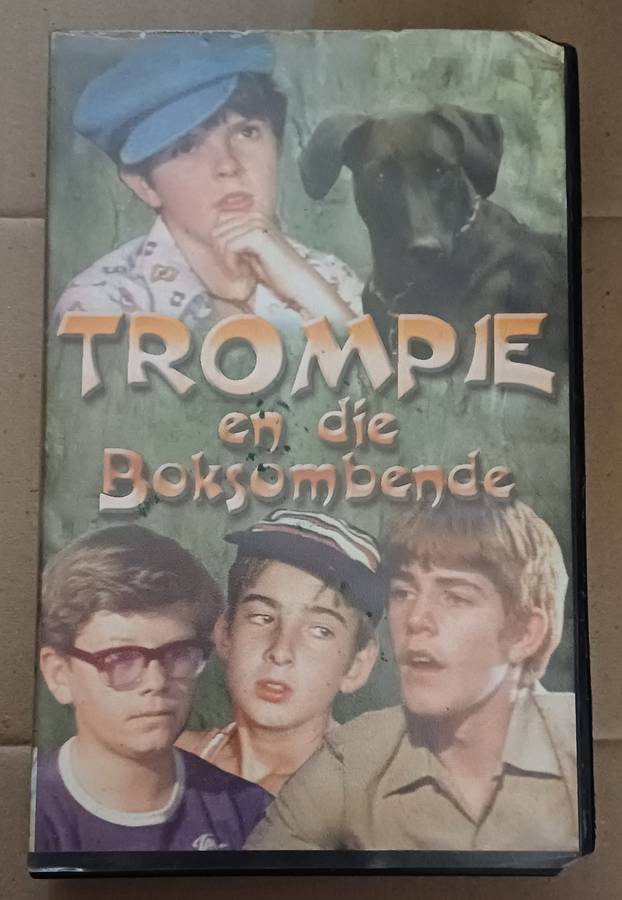 TROMPIE
en die
Boksombende